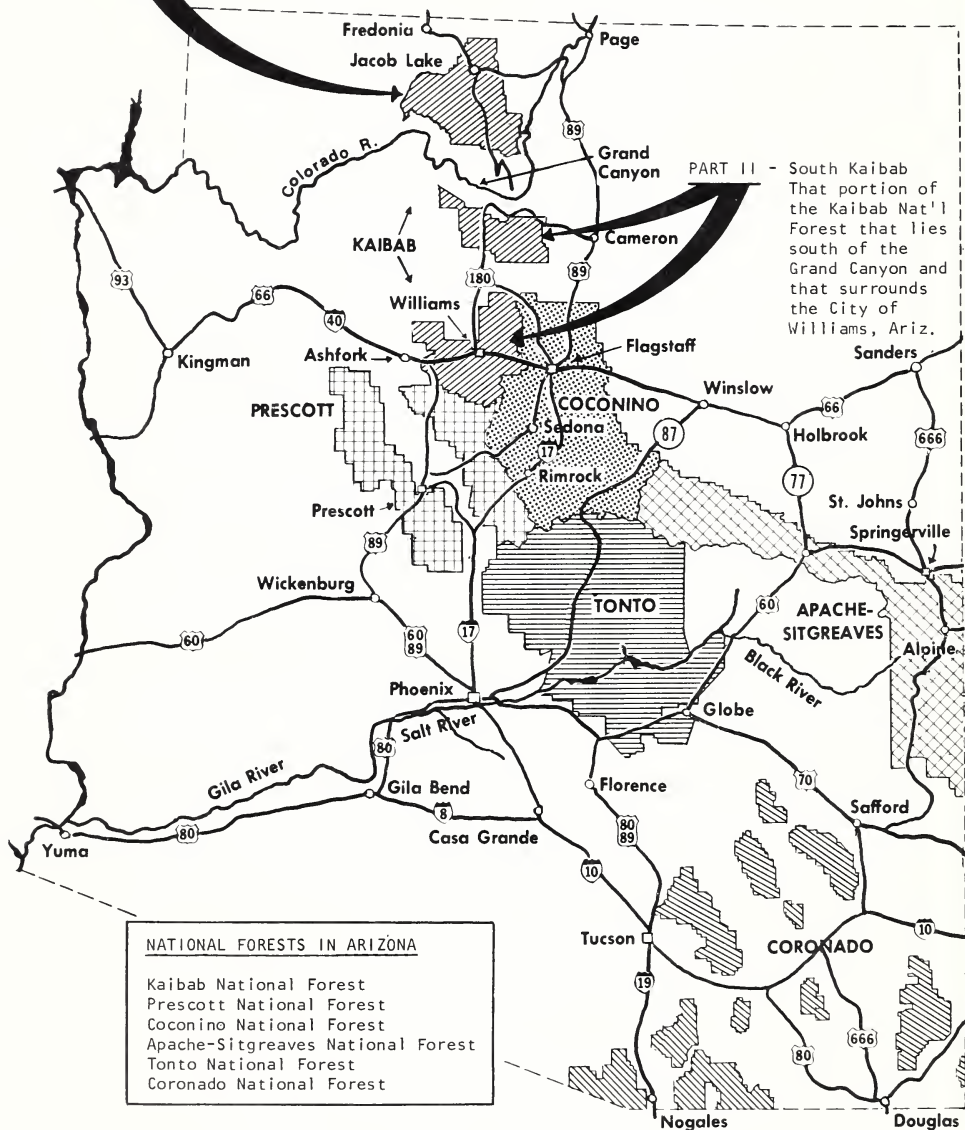 Fredonia
Page
Jacob Lake
89
Colorado R.
Grand
Canyon
PART II - South Kaibab
That portion of
the Kaibab Nat'l
Forest that lies
south of the
Grand Canyon and
that surrounds
the City of
Williams, Ariz.
KAIBAB
Cameron
93
180
89
66
Williams
40
Kingman
Ashfork
Flagstaff
Sanders
Winslow
PRESCOTT
COCONINO
66
Sedona
87
Holbrook
666
17
Rimrock
77
St. Johns
Prescott
Springerville
89
Wickenburg
TONTO
60
APACHE-
SITGREAVES
60
17
60
89
Alpine
Black River
Phoenix
Salt River
Globe
80
Gila River
70
Gila Bend
Florence
Safford
8
80
Yuma
Casa Grande
80
89
10
Tucson
CORONADO
10
19
NATIONAL FORESTS IN ARIZONA
Kaibab National Forest
Prescott National Forest
Coconino National Forest
Apache-Sitgreaves National Forest
Tonto National Forest
Coronado National Forest
80
666
Nogales
Douglas